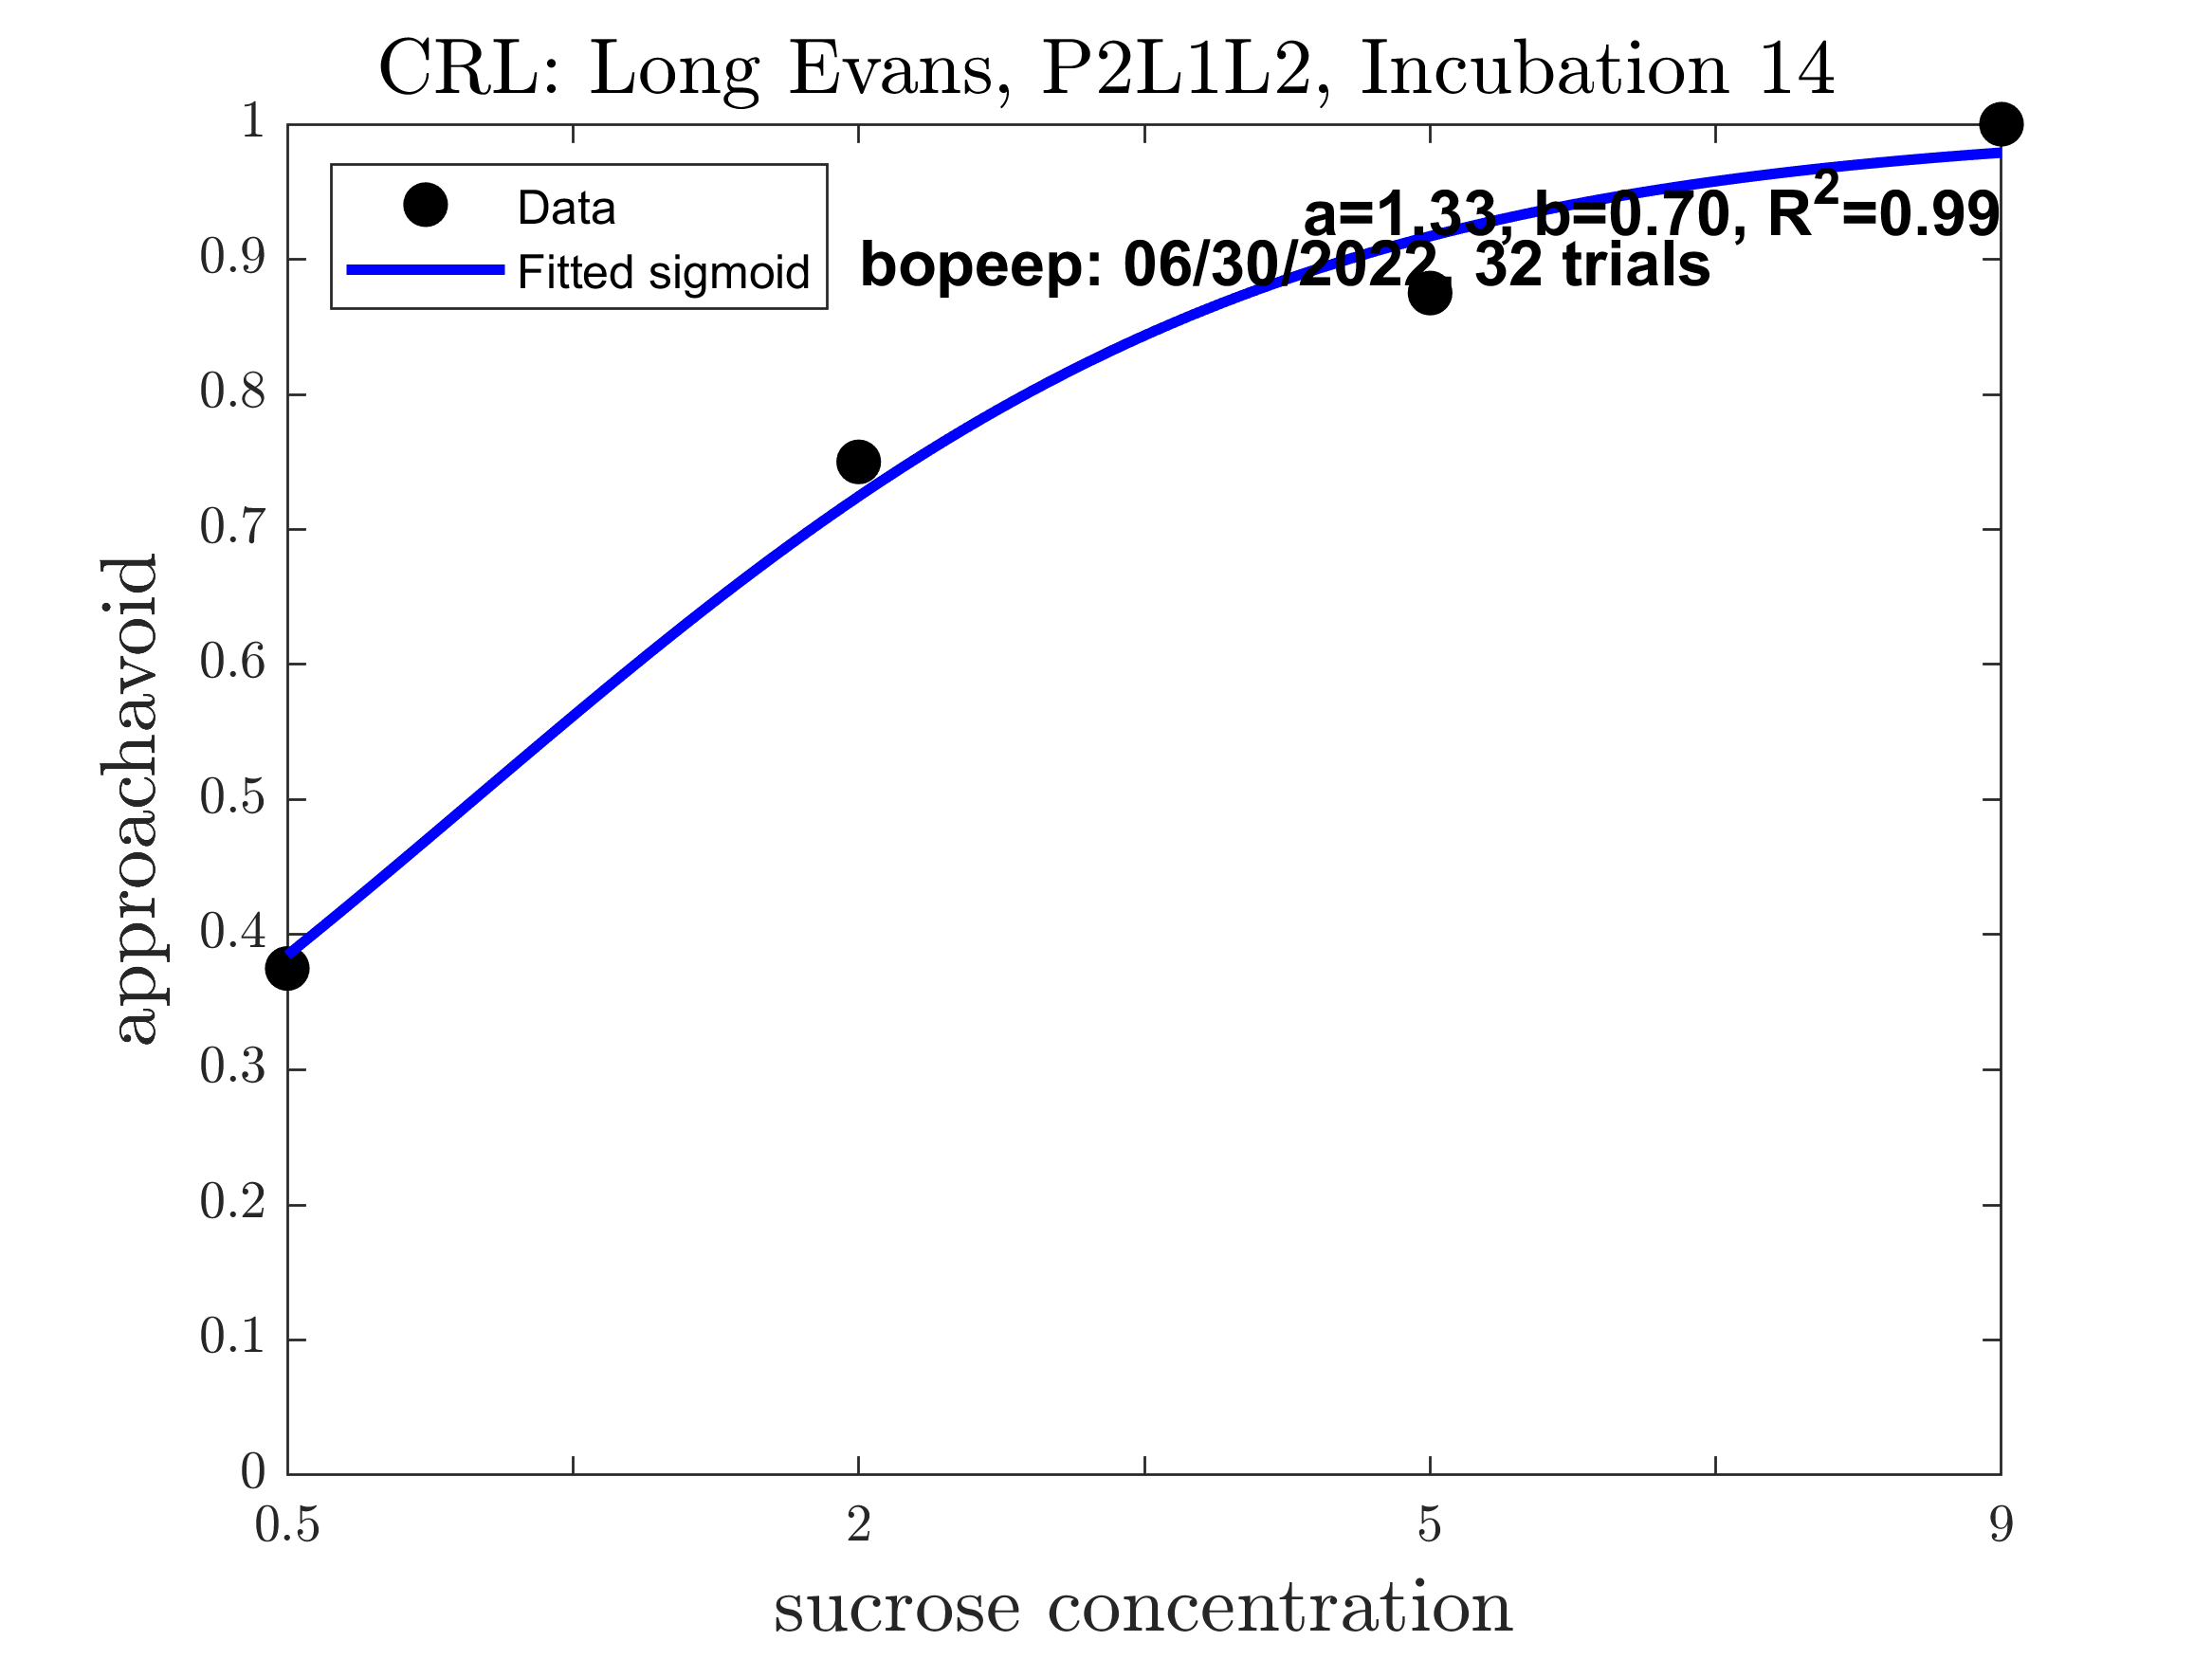 CRL: Long Evans, P2L1L2, Incubation 14
1
0.9
0.8
0.7
0.6
0.5
0.4
0.3
0.2
0.1
0
Data
Fitted sigmoid
a=1.33, b=0.70, R²=0.99
bopeep: 06/30/2022, 32 trials
approachavoid
0.5 2 5 9
sucrose concentration